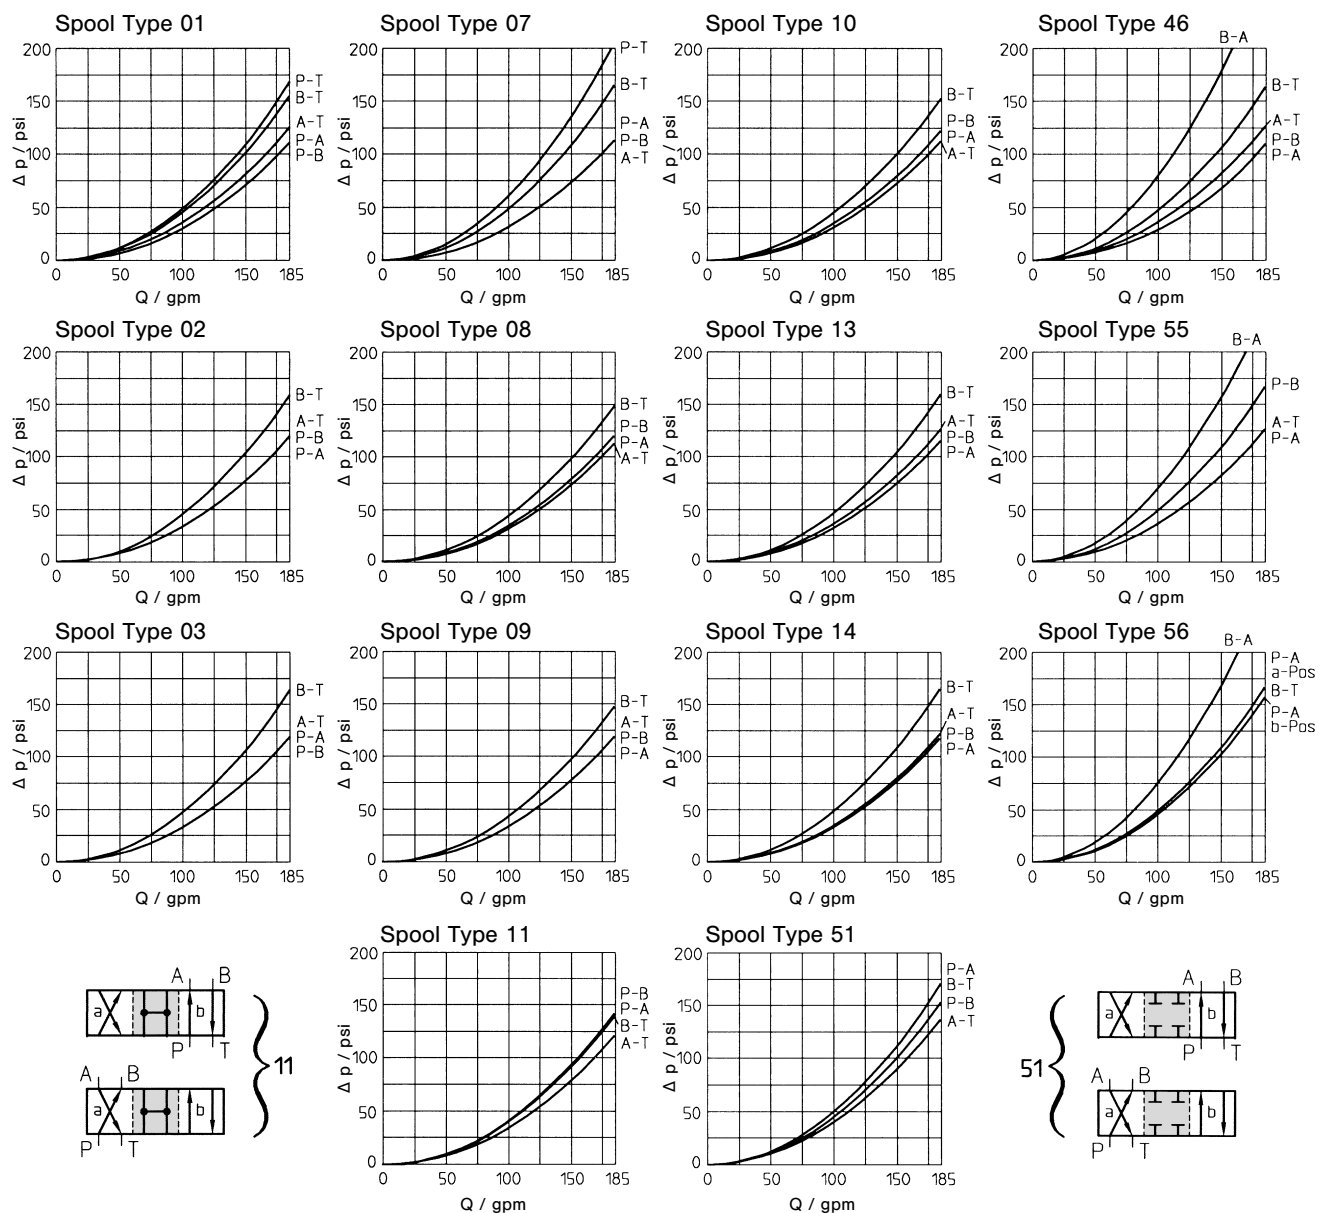 Spool Type 01
200
150
100
50
0
Δ p / psi
P-T
B-T
A-T
P-A
P-B
0 50 100 150 185
Q / gpm
Spool Type 07
200
150
100
50
0
Δ p / psi
P-T
B-T
P-A
P-B
A-T
0 50 100 150 185
Q / gpm
Spool Type 10
200
150
100
50
0
Δ p / psi
B-T
P-B
P-A
A-T
0 50 100 150 185
Q / gpm
Spool Type 46
200
150
100
50
0
Δ p / psi
B-A
B-T
A-T
P-B
P-A
0 50 100 150 185
Q / gpm
Spool Type 02
200
150
100
50
0
Δ p / psi
B-T
A-T
P-B
P-A
0 50 100 150 185
Q / gpm
Spool Type 08
200
150
100
50
0
Δ p / psi
B-T
P-B
P-A
A-T
0 50 100 150 185
Q / gpm
Spool Type 13
200
150
100
50
0
Δ p / psi
B-T
A-T
P-B
P-A
0 50 100 150 185
Q / gpm
Spool Type 55
200
150
100
50
0
Δ p / psi
B-A
P-B
A-T
P-A
0 50 100 150 185
Q / gpm
Spool Type 03
200
150
100
50
0
Δ p / psi
B-T
A-T
P-A
P-B
0 50 100 150 185
Q / gpm
Spool Type 09
200
150
100
50
0
Δ p / psi
B-T
A-T
P-B
P-A
0 50 100 150 185
Q / gpm
Spool Type 14
200
150
100
50
0
Δ p / psi
B-T
A-T
P-B
P-A
0 50 100 150 185
Q / gpm
Spool Type 56
200
150
100
50
0
Δ p / psi
B-A
P-A
a-Pos
B-T
P-A
b-Pos
0 50 100 150 185
Q / gpm
A B
a b
P T
A B
a b
P T
11
Spool Type 11
200
150
100
50
0
Δ p / psi
P-B
P-A
B-T
A-T
0 50 100 150 185
Q / gpm
Spool Type 51
200
150
100
50
0
Δ p / psi
P-A
B-T
P-B
A-T
0 50 100 150 185
Q / gpm
51
A B
a b
P T
A B
a b
P T